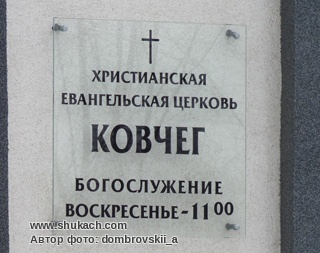 ХРИСТИАНСКАЯ
ЕВАНГЕЛЬСКАЯ ЦЕРКОВЬ
КОВЧЕГ
БОГОСЛУЖЕНИЕ
ВОСКРЕСЕНЬЕ - 11 00
www.shukach.com
Автор фото: dombrovskii_a